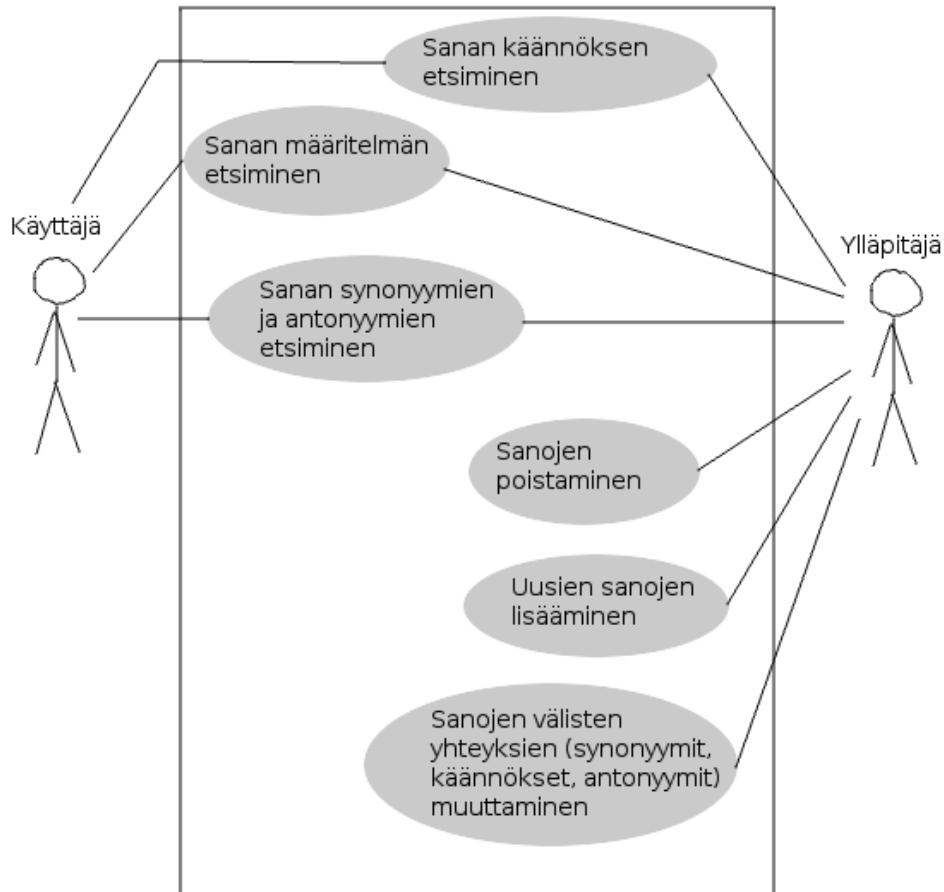 Sanan käännöksen
etsiminen
Sanan määritelmän
etsiminen
Käyttäjä
Ylläpitäjä
Sanan synonyymien
ja antonyymien
etsiminen
Sanojen
poistaminen
Uusien sanojen
lisääminen
Sanojen välisten
yhteyksien (synonyymit,
käännökset, antonyymit)
muuttaminen